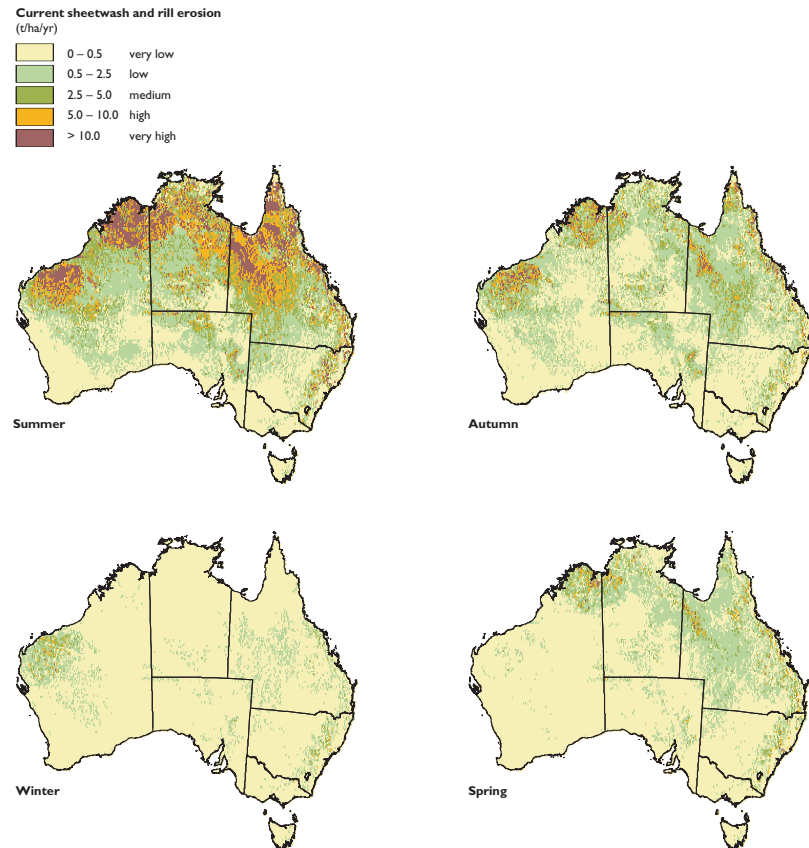 Current sheetwash and rill erosion
(t/ha/yr)
0 – 0.5 very low
0.5 – 2.5 low
2.5 – 5.0 medium
5.0 – 10.0 high
> 10.0 very high
Summer
Autumn
Winter
Spring